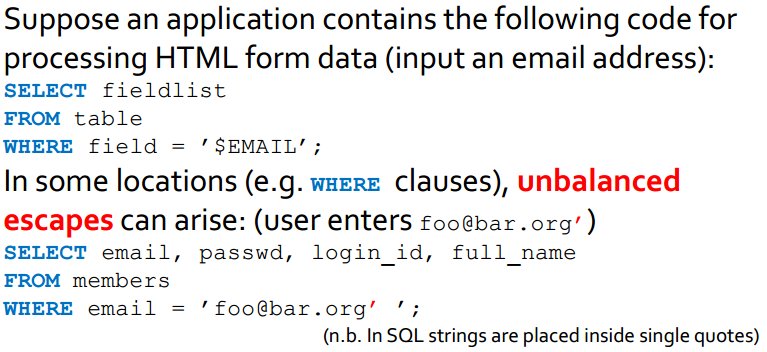 Suppose an application contains the following code for
processing HTML form data (input an email address):
SELECT fieldlist
FROM table
WHERE field = ’$EMAIL’;
In some locations (e.g. WHERE clauses), unbalanced
escapes can arise: (user enters foo@bar.org’)
SELECT email, passwd, login_id, full_name
FROM members
WHERE email = ’foo@bar.org’ ’;
(n.b. In SQL strings are placed inside single quotes)